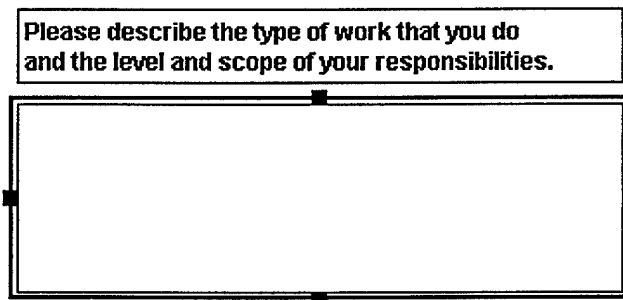 Please describe the type of work that you do
and the level and scope of your responsibilities.